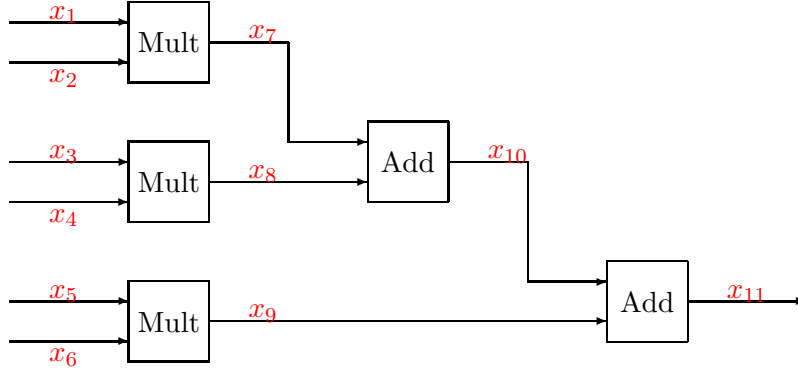 x₁
Mult
x₇
x₂
x₃
Mult
x₈
x₄
Add
x₁₀
x₅
Mult
x₉
x₆
Add
x₁₁